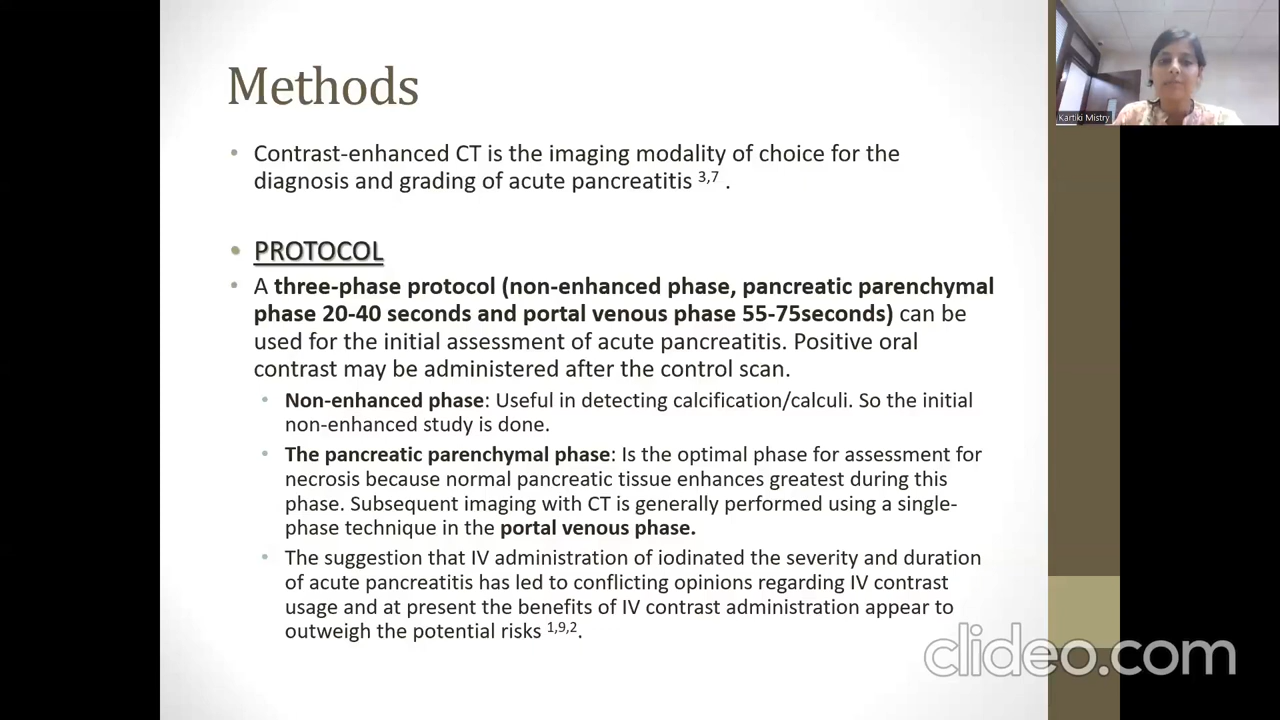 Methods
Kartiki Mistry
• Contrast-enhanced CT is the imaging modality of choice for the
diagnosis and grading of acute pancreatitis 3,7 .
• PROTOCOL
• A three-phase protocol (non-enhanced phase, pancreatic parenchymal
phase 20-40 seconds and portal venous phase 55-75seconds) can be
used for the initial assessment of acute pancreatitis. Positive oral
contrast may be administered after the control scan.
• Non-enhanced phase: Useful in detecting calcification/calculi. So the initial
non-enhanced study is done.
• The pancreatic parenchymal phase: Is the optimal phase for assessment for
necrosis because normal pancreatic tissue enhances greatest during this
phase. Subsequent imaging with CT is generally performed using a single-
phase technique in the portal venous phase.
• The suggestion that IV administration of iodinated the severity and duration
of acute pancreatitis has led to conflicting opinions regarding IV contrast
usage and at present the benefits of IV contrast administration appear to
outweigh the potential risks 1,9,2.
clideo.com